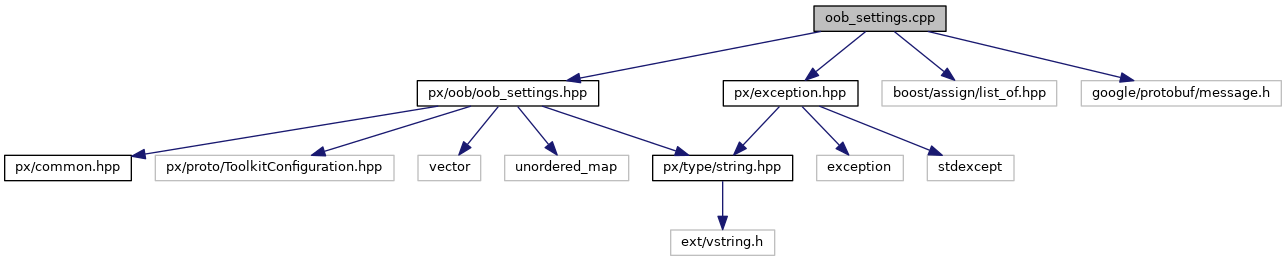 oob_settings.cpp
px/oob/oob_settings.hpp
px/exception.hpp
boost/assign/list_of.hpp
google/protobuf/message.h
px/common.hpp
px/proto/ToolkitConfiguration.hpp
vector
unordered_map
px/type/string.hpp
exception
stdexcept
ext/vstring.h